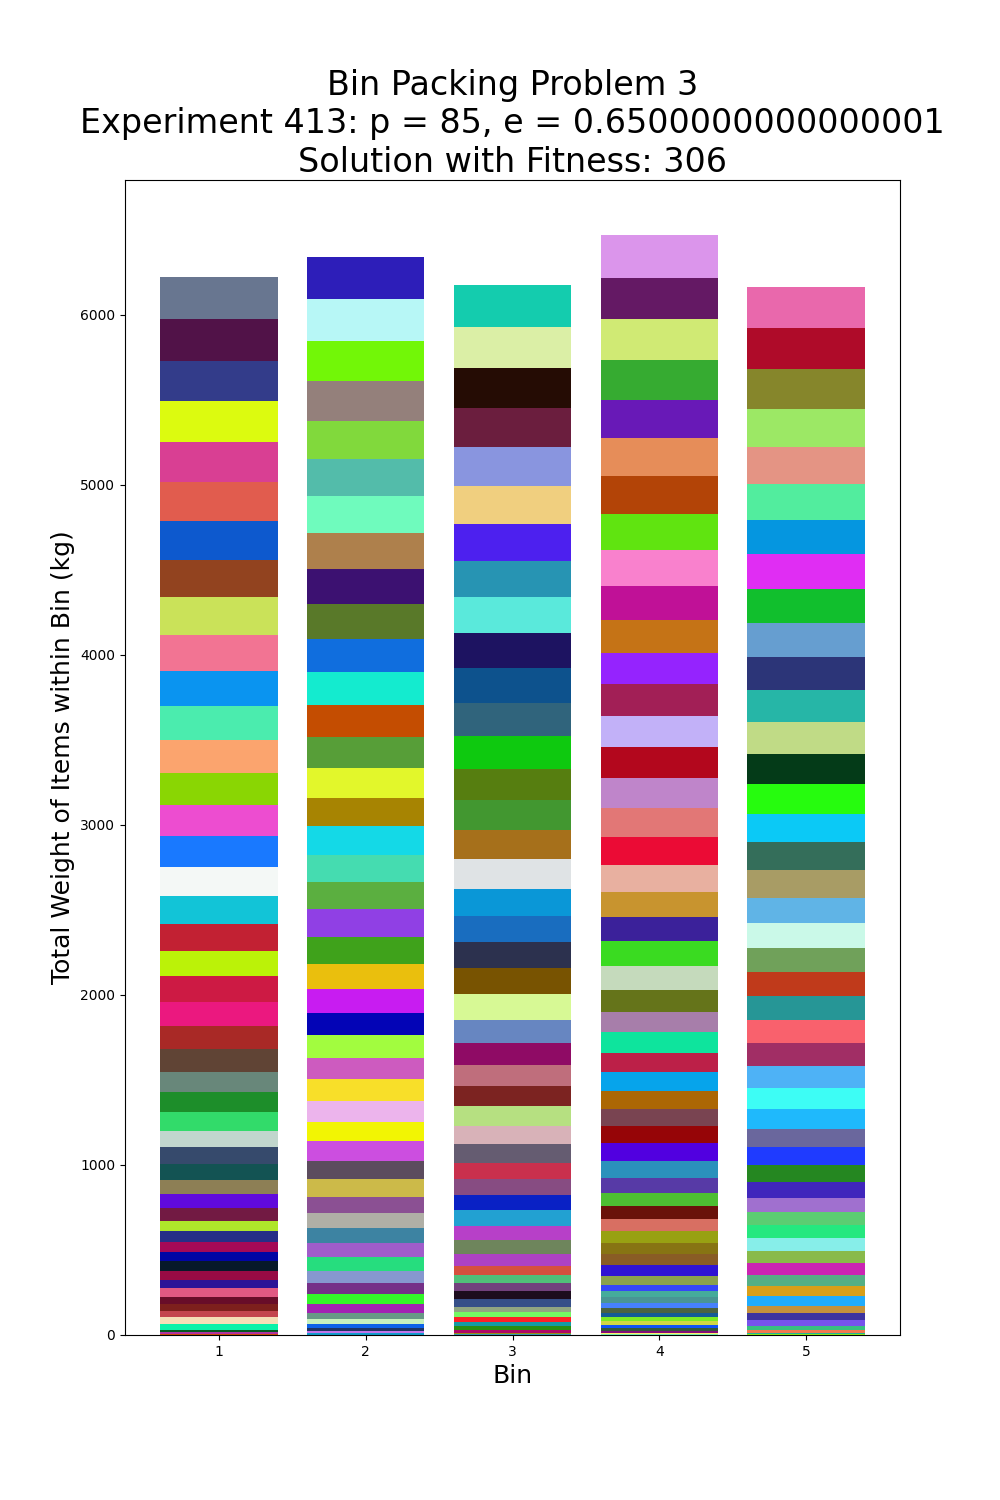 Bin Packing Problem 3
Experiment 413: p = 85, e = 0.6500000000000001
Solution with Fitness: 306
Total Weight of Items within Bin (kg)
6000
5000
4000
3000
2000
1000
0
1 2 3 4 5
Bin